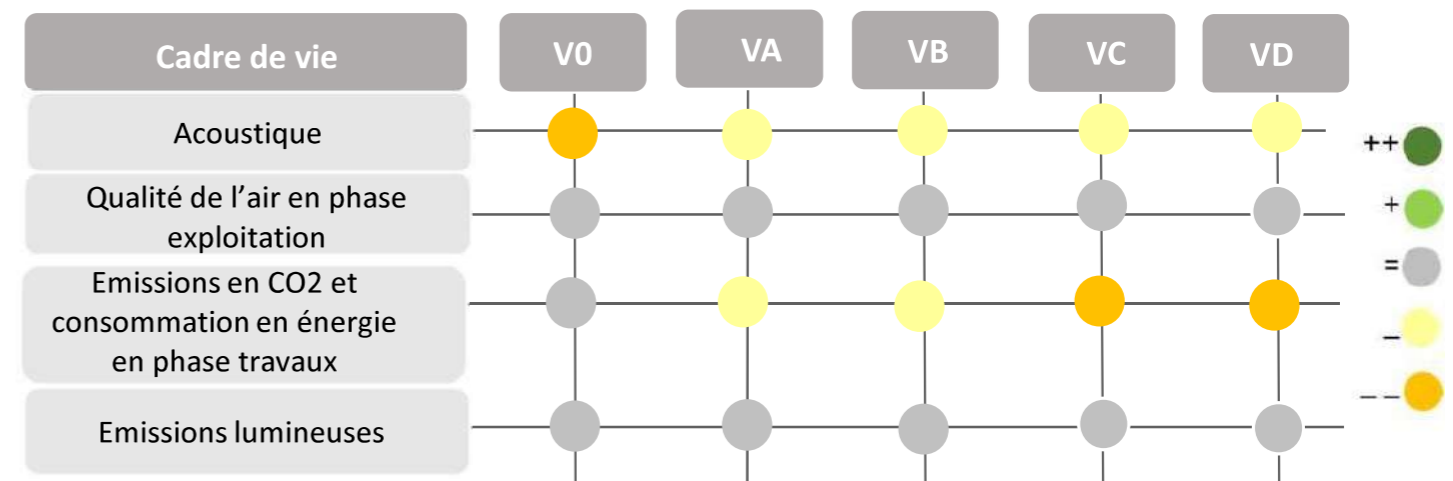 Cadre de vie V0 VA VB VC VD
Acoustique
Qualité de l'air en phase
exploitation
Emissions en CO2 et
consommation en énergie
en phase travaux
Emissions lumineuses
++
+
=
_
_ _